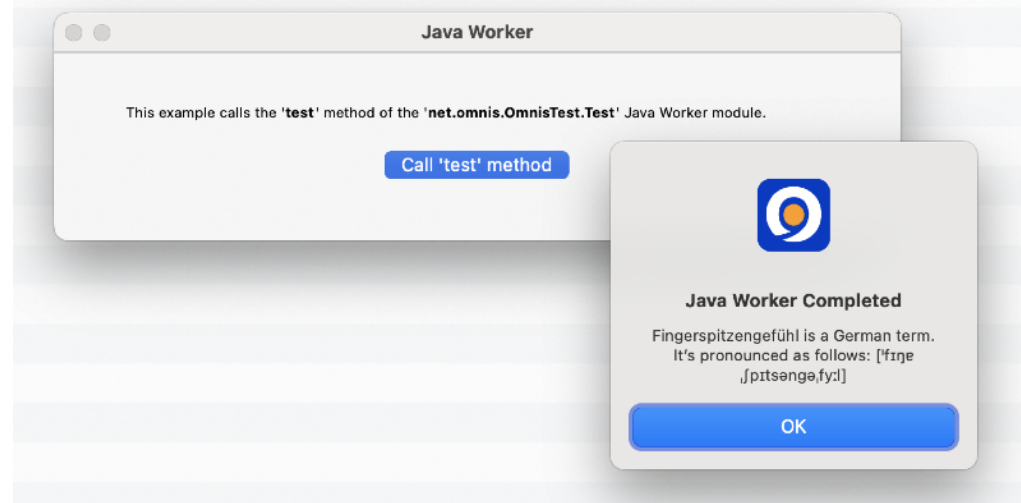 Java Worker
This example calls the 'test' method of the 'net.omnis.OmnisTest.Test' Java Worker module.
Call 'test' method
Java Worker Completed
Fingerspitzengefühl is a German term.
It's pronounced as follows: [ˈfɪŋɐ
ˌʃpɪtsəngəˌfyːl]
OK